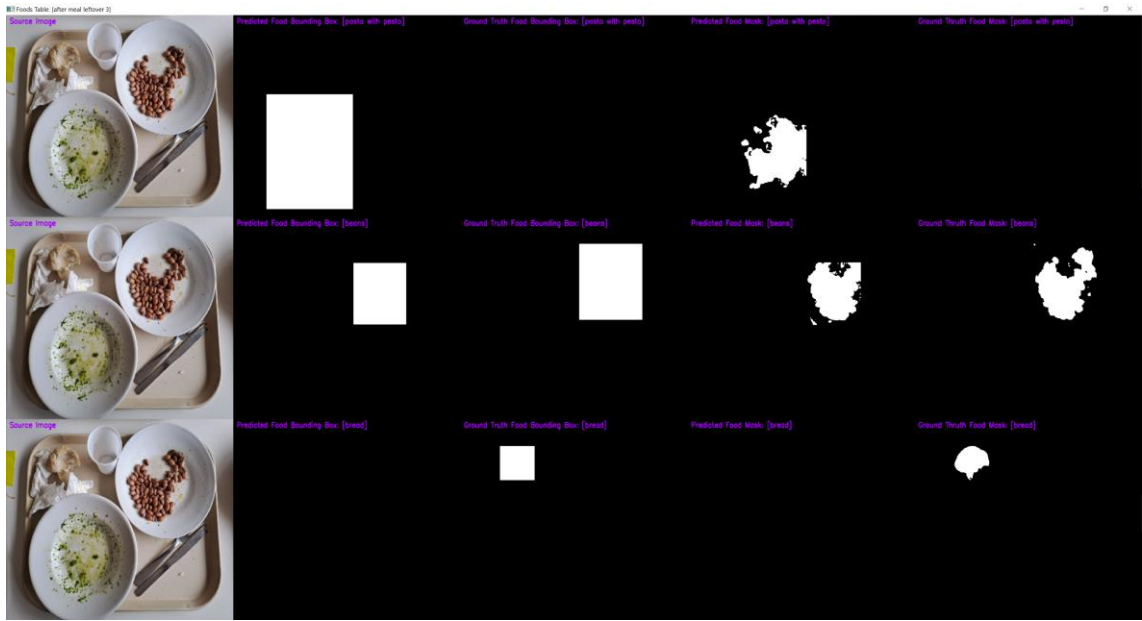 Foods Table: (after meal leftover 3)
Source Image
Predicted Food Bounding Box: [pasta with pesto]
Ground Truth Food Bounding Box: [pasta with pesto]
Predicted Food Mask: [pasta with pesto]
Ground Thruth Food Mask: [pasta with pesto]
Source Image
Predicted Food Bounding Box: [beans]
Ground Truth Food Bounding Box: [beans]
Predicted Food Mask: [beans]
Ground Thruth Food Mask: [beans]
Source Image
Predicted Food Bounding Box: [bread]
Ground Truth Food Bounding Box: [bread]
Predicted Food Mask: [bread]
Ground Thruth Food Mask: [bread]